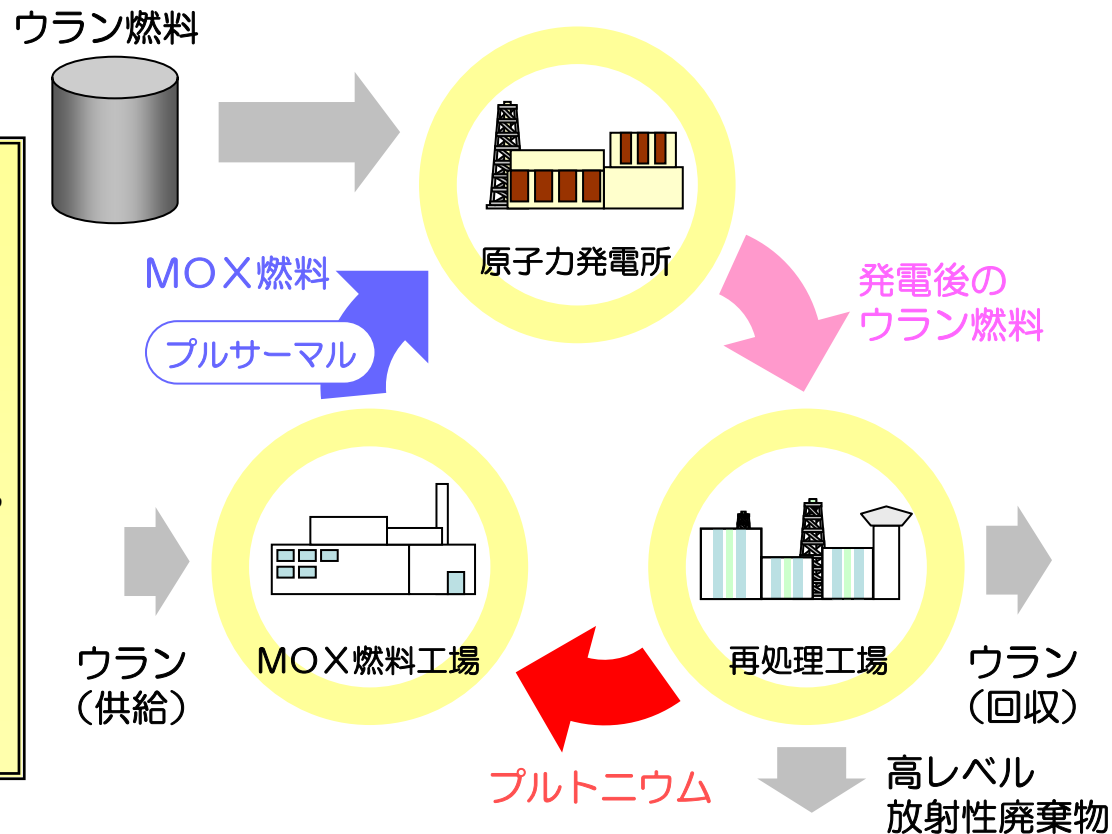 ウラン燃料
原子力発電所
MOX燃料
プルサーマル
発電後の
ウラン燃料
MOX燃料工場
再処理工場
ウラン
(供給)
ウラン
(回収)
プルトニウム
高レベル
放射性廃棄物